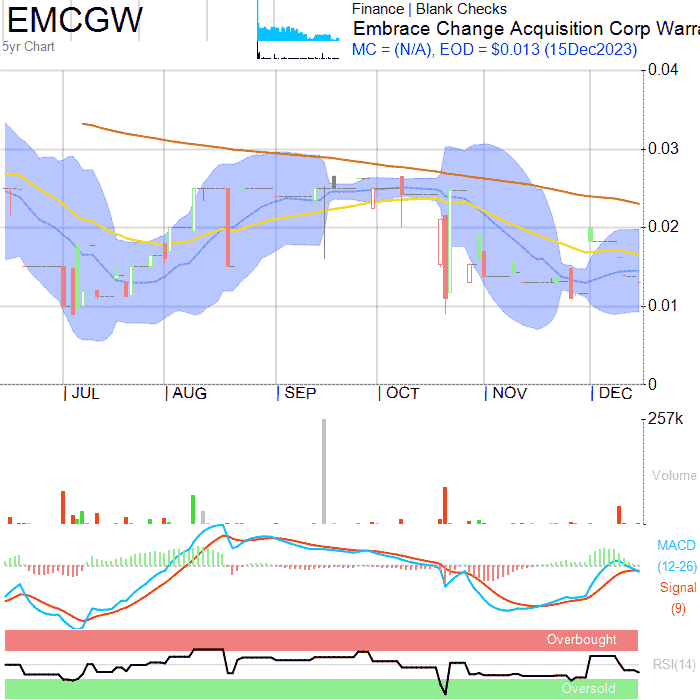 EMCGW
5yr Chart
Finance | Blank Checks
Embrace Change Acquisition Corp Warra
MC = (N/A), EOD = $0.013 (15Dec2023)
0.04
0.03
0.02
0.01
0
JUL AUG SEP OCT NOV DEC
257k
Volume
MACD
(12-26)
Signal
(9)
Overbought
RSI(14)
Oversold